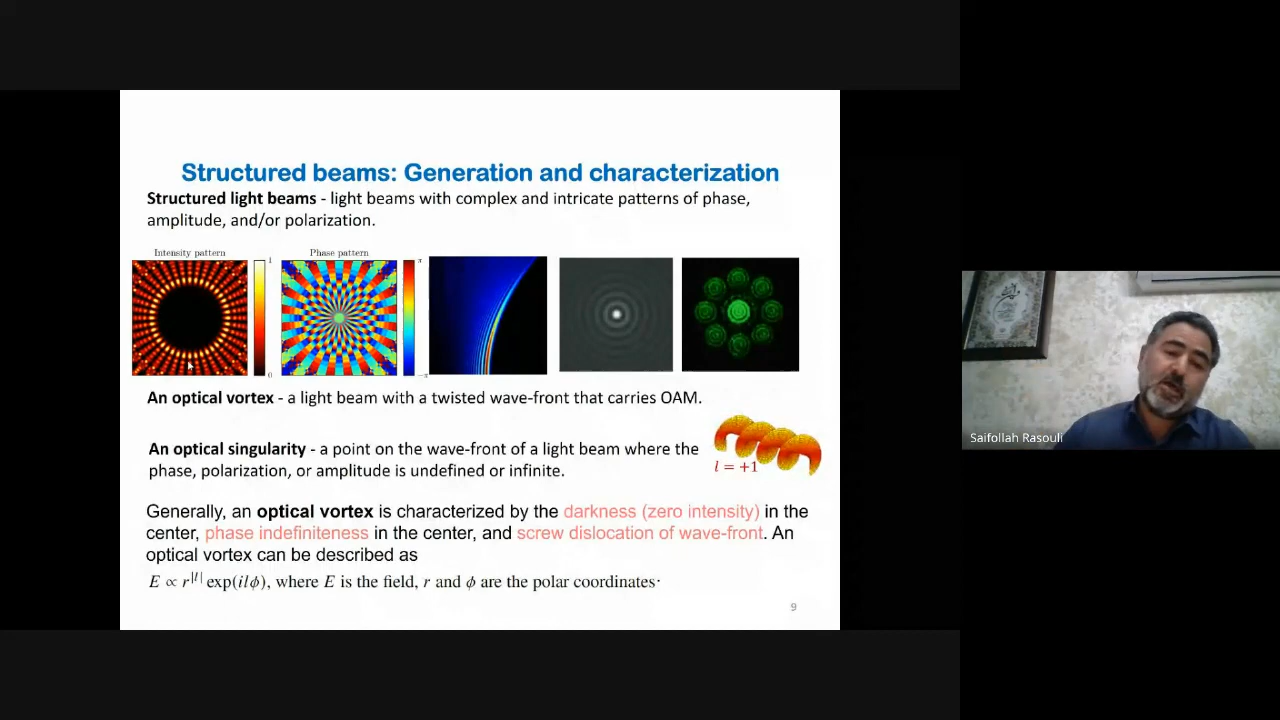 Structured beams: Generation and characterization
Structured light beams - light beams with complex and intricate patterns of phase,
amplitude, and/or polarization.
Intensity pattern
1
0
Phase pattern
π
−π
An optical vortex - a light beam with a twisted wave-front that carries OAM.
An optical singularity - a point on the wave-front of a light beam where the
phase, polarization, or amplitude is undefined or infinite.
l = +1
Generally, an optical vortex is characterized by the darkness (zero intensity) in the
center, phase indefiniteness in the center, and screw dislocation of wave-front. An
optical vortex can be described as
E ∝ r^|l| exp(ilϕ), where E is the field, r and ϕ are the polar coordinates·
9
Saifollah Rasouli